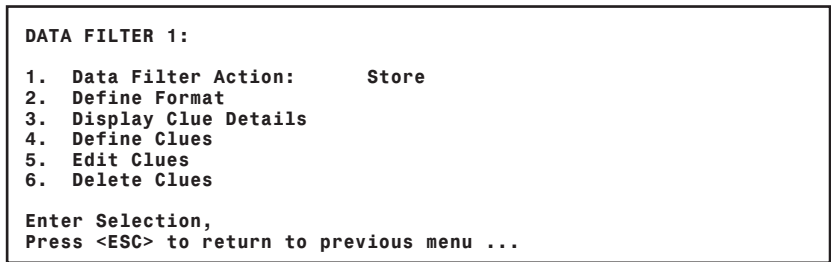 DATA FILTER 1:
1. Data Filter Action: Store
2. Define Format
3. Display Clue Details
4. Define Clues
5. Edit Clues
6. Delete Clues
Enter Selection,
Press <ESC> to return to previous menu ...